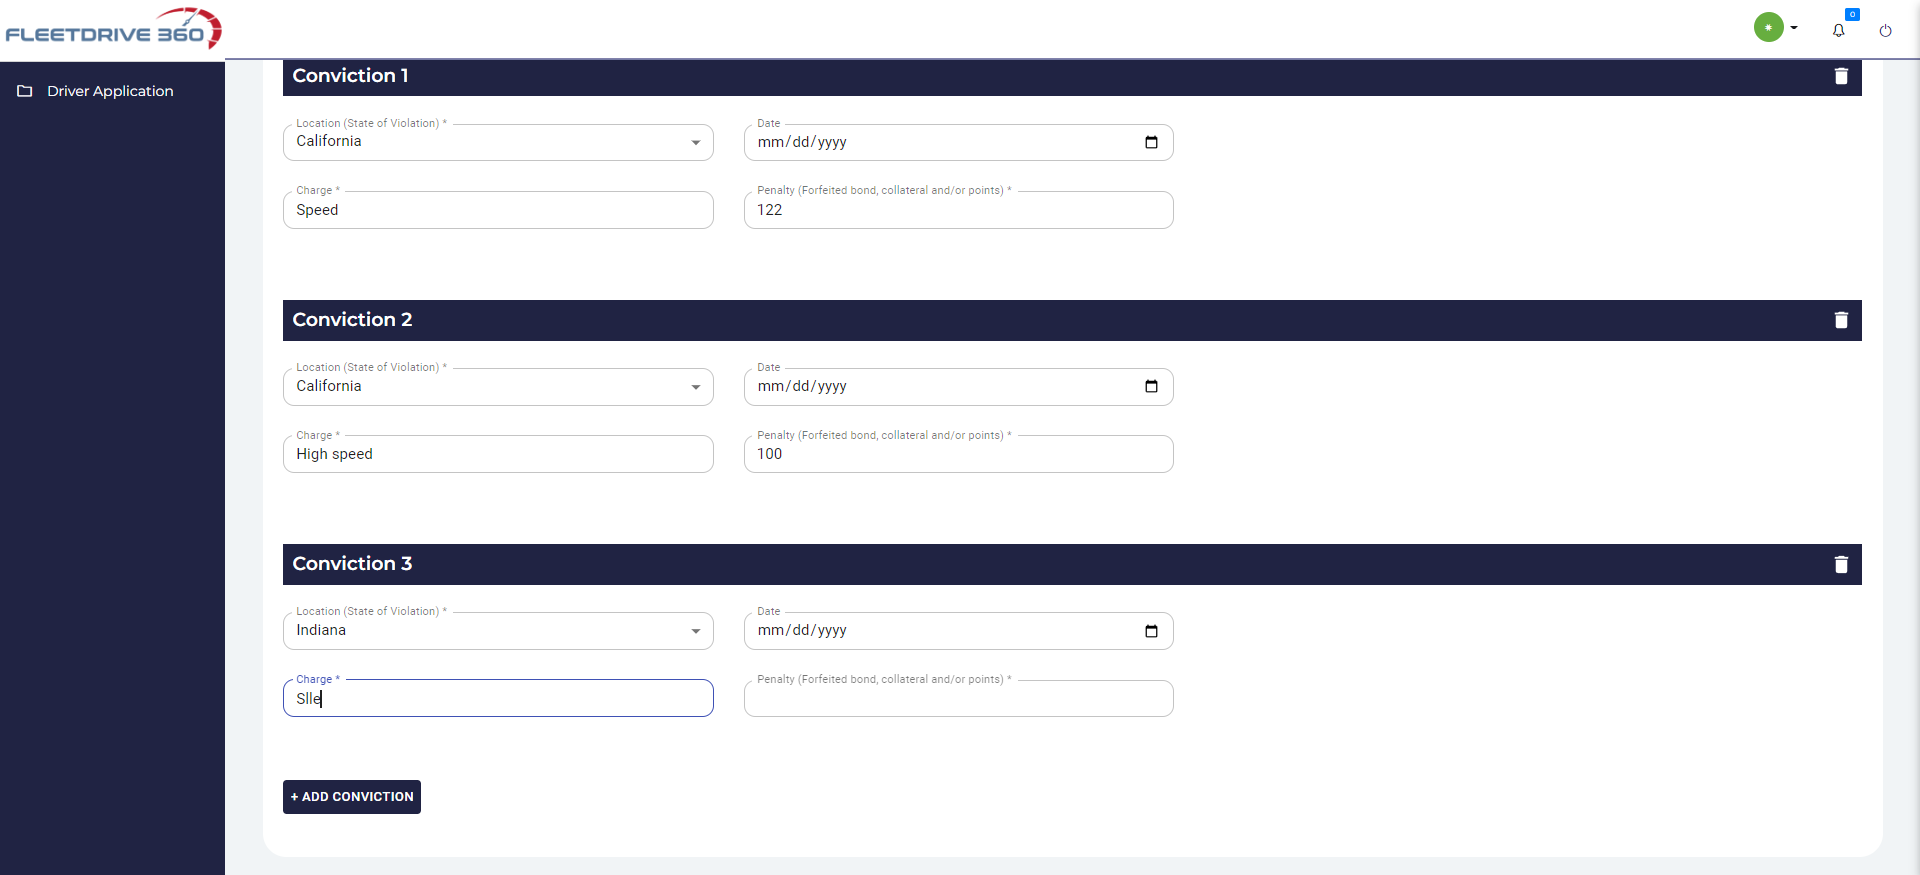 FLEETDRIVE 360
0
Driver Application
Conviction 1
Location (State of Violation) *
California
Date
mm/dd/yyyy
Charge *
Speed
Penalty (Forfeited bond, collateral and/or points) *
122
Conviction 2
Location (State of Violation) *
California
Date
mm/dd/yyyy
Charge *
High speed
Penalty (Forfeited bond, collateral and/or points) *
100
Conviction 3
Location (State of Violation) *
Indiana
Date
mm/dd/yyyy
Charge *
Slle
Penalty (Forfeited bond, collateral and/or points) *
+ ADD CONVICTION